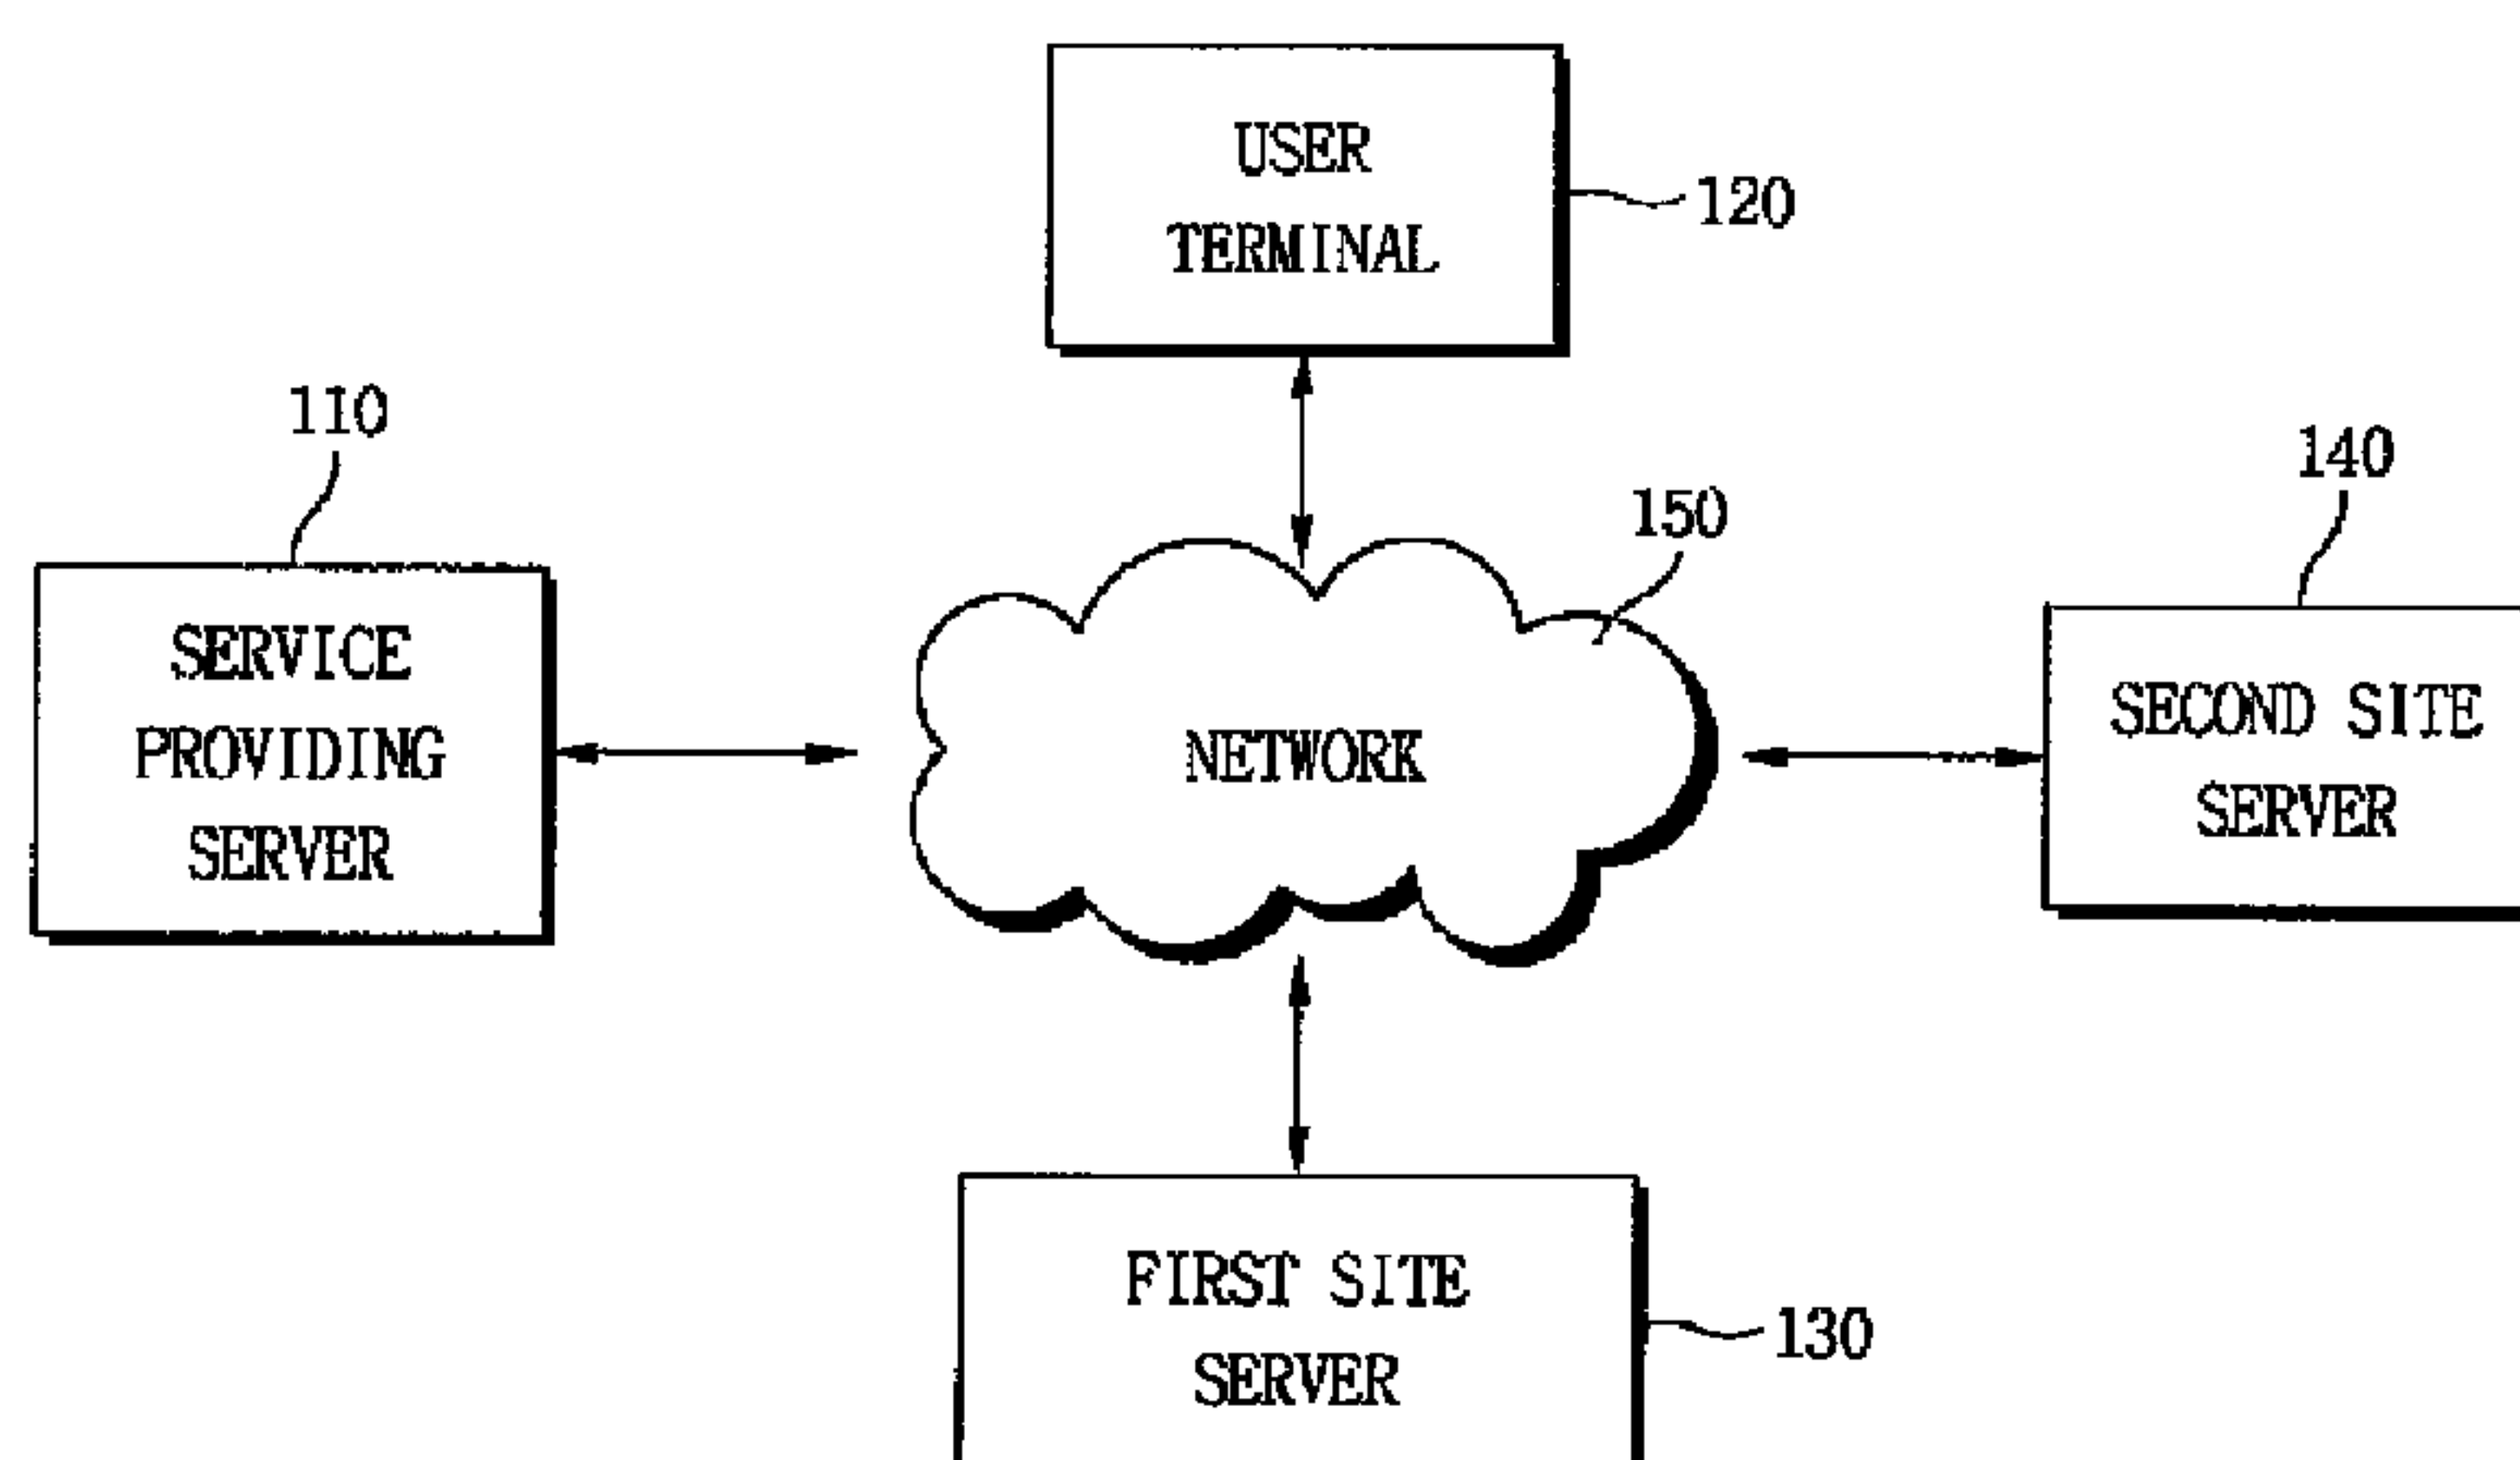 USER
TERMINAL
120
110
150
140
SERVICE
PROVIDING
SERVER
NETWORK
SECOND SITE
SERVER
FIRST SITE
SERVER
130